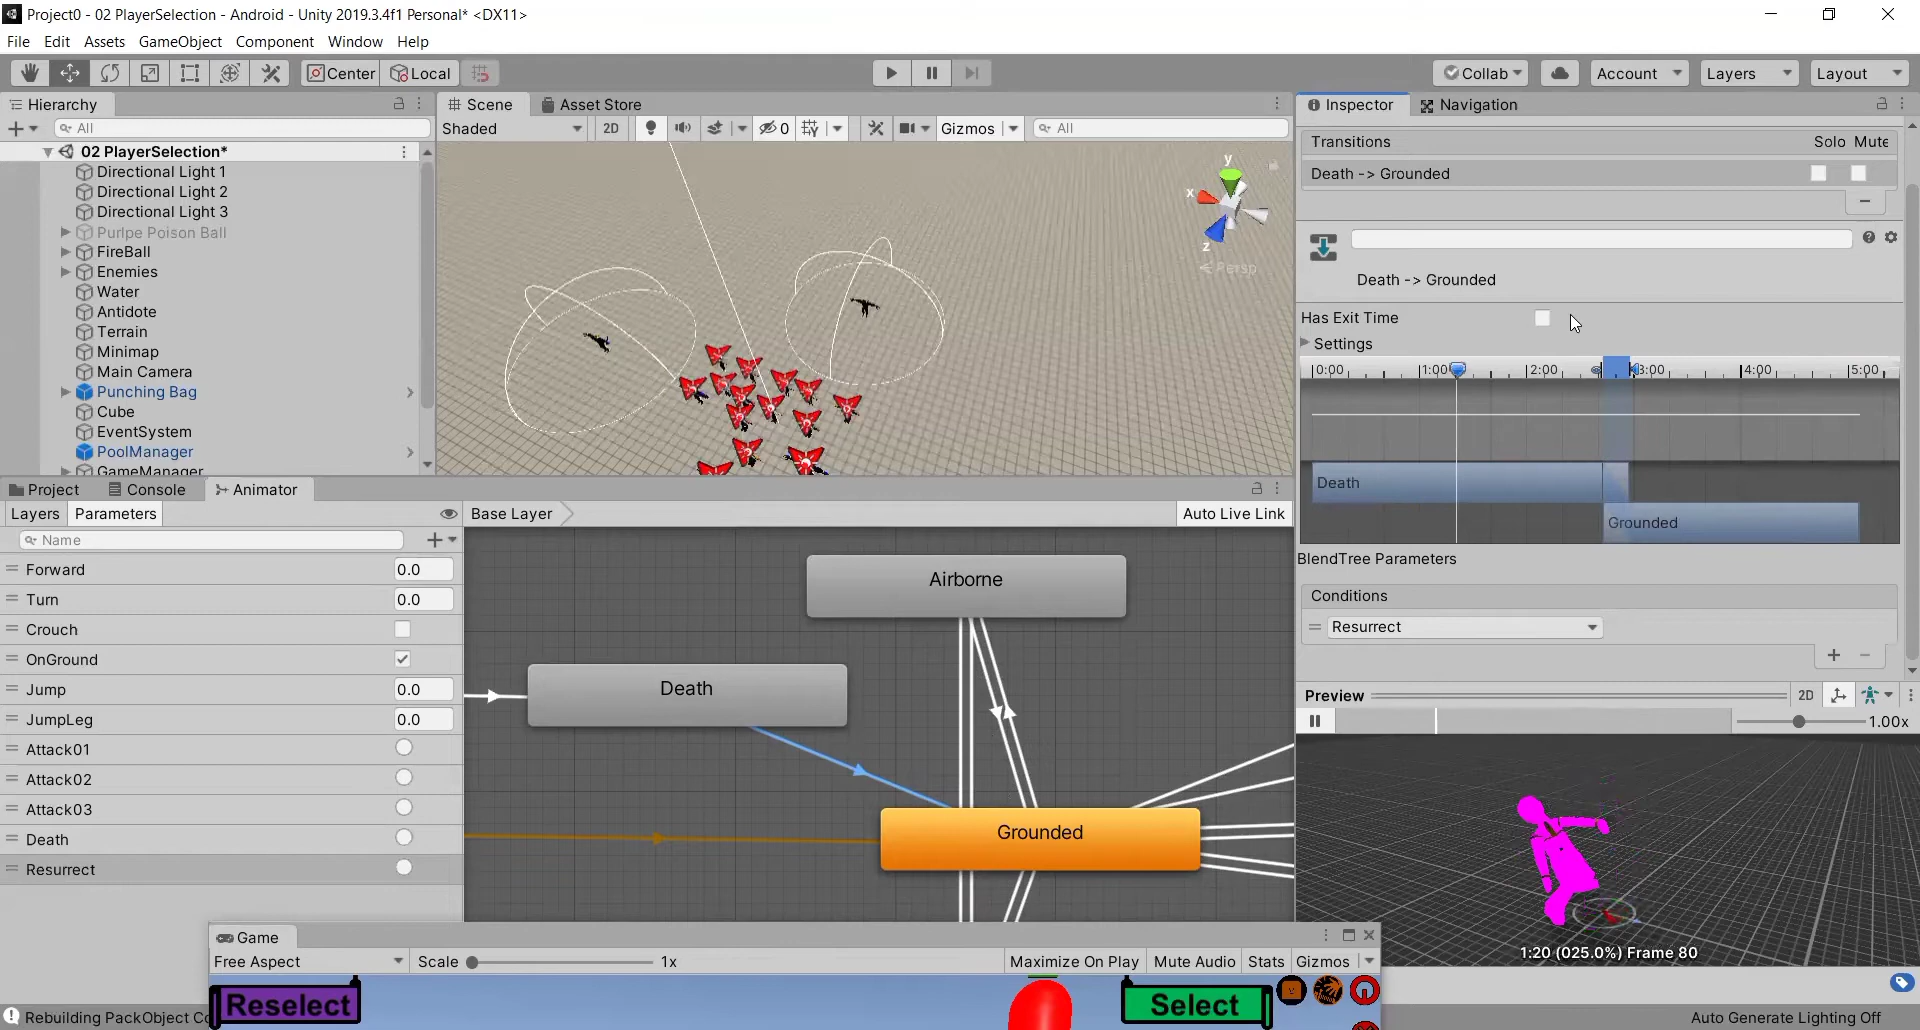 Project0 - 02 PlayerSelection - Android - Unity 2019.3.4f1 Personal* <DX11>
File Edit Assets GameObject Component Window Help
Center Local Collab Account Layers Layout
Hierarchy
All
02 PlayerSelection*
Directional Light 1
Directional Light 2
Directional Light 3
Purlpe Poison Ball
FireBall
Enemies
Water
Antidote
Terrain
Minimap
Main Camera
Punching Bag
Cube
EventSystem
PoolManager
GameManager
Scene Asset Store
Shaded 2D 0 Gizmos All
y
x
z
Persp
Inspector Navigation
Transitions Solo Mute
Death -> Grounded
Death -> Grounded
Has Exit Time
Settings
0:00 1:00 2:00 3:00 4:00 5:00
Death
Grounded
BlendTree Parameters
Conditions
Resurrect
Preview 2D
1.00x
1:20 (025.0%) Frame 80
Project Console Animator
Layers Parameters Base Layer Auto Live Link
Name
Forward 0.0
Turn 0.0
Crouch
OnGround
Jump 0.0
JumpLeg 0.0
Attack01
Attack02
Attack03
Death
Resurrect
Airborne
Death
Grounded
Game
Free Aspect Scale 1x Maximize On Play Mute Audio Stats Gizmos
Reselect Select
Rebuilding PackObject Co
Auto Generate Lighting Off